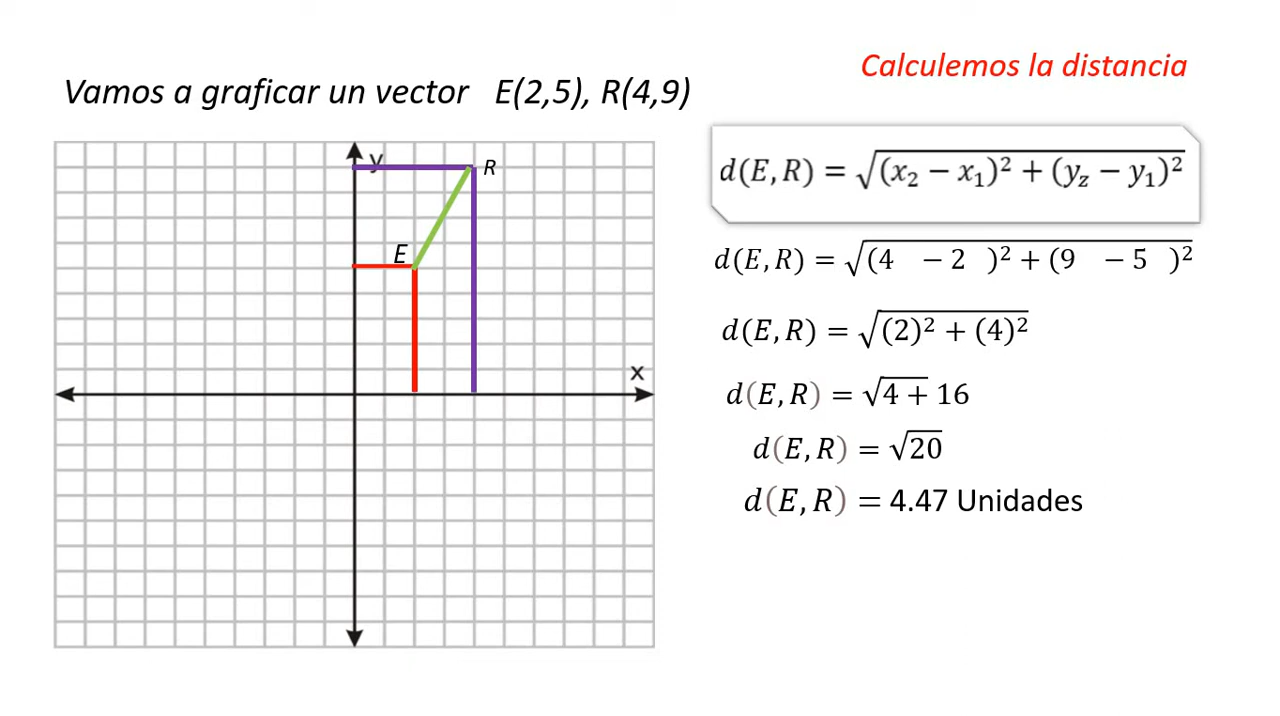 Calculemos la distancia
Vamos a graficar un vector E(2,5), R(4,9)
y
R
E
x
d(E, R) = √(x₂ − x₁)² + (y_z − y₁)²
d(E, R) = √(4 − 2 )² + (9 − 5 )²
d(E, R) = √(2)² + (4)²
d(E, R) = √4 + 16
d(E, R) = √20
d(E, R) = 4.47 Unidades